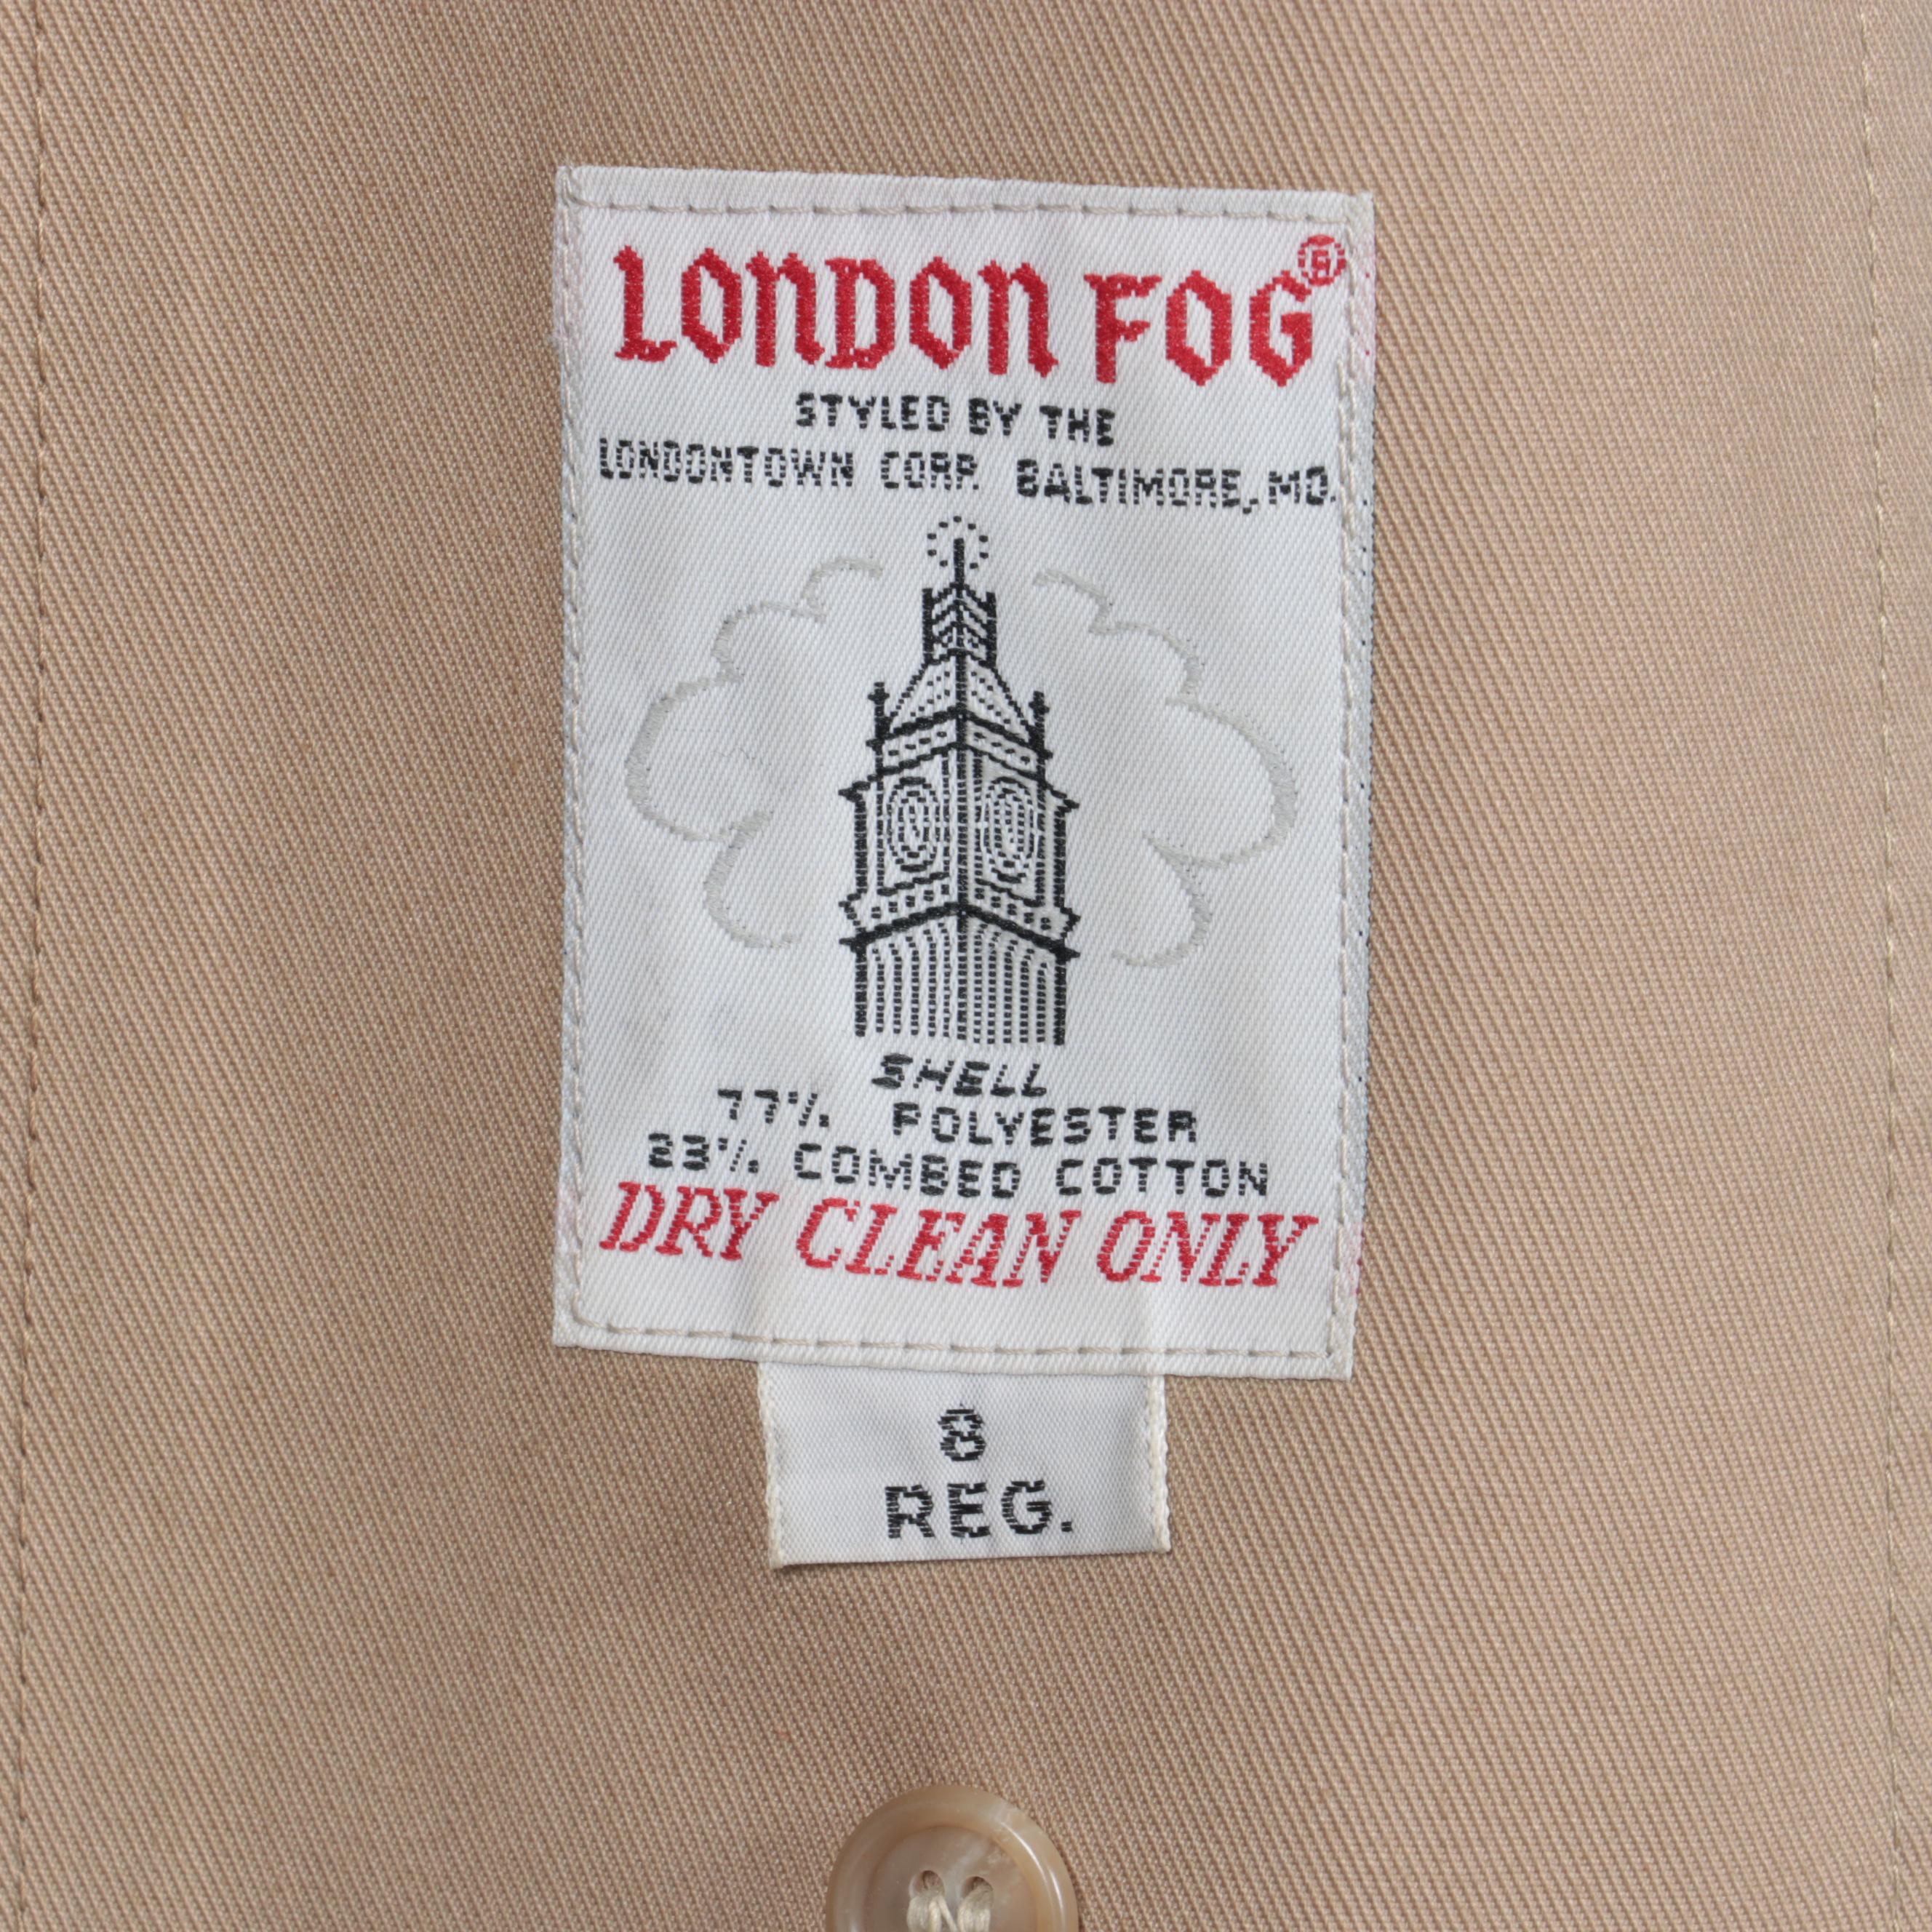 LONDON FOG®
STYLED BY THE
LONDONTOWN CORP. BALTIMORE, MD.
SHELL
77% POLYESTER
23% COMBED COTTON
DRY CLEAN ONLY
8
REG.